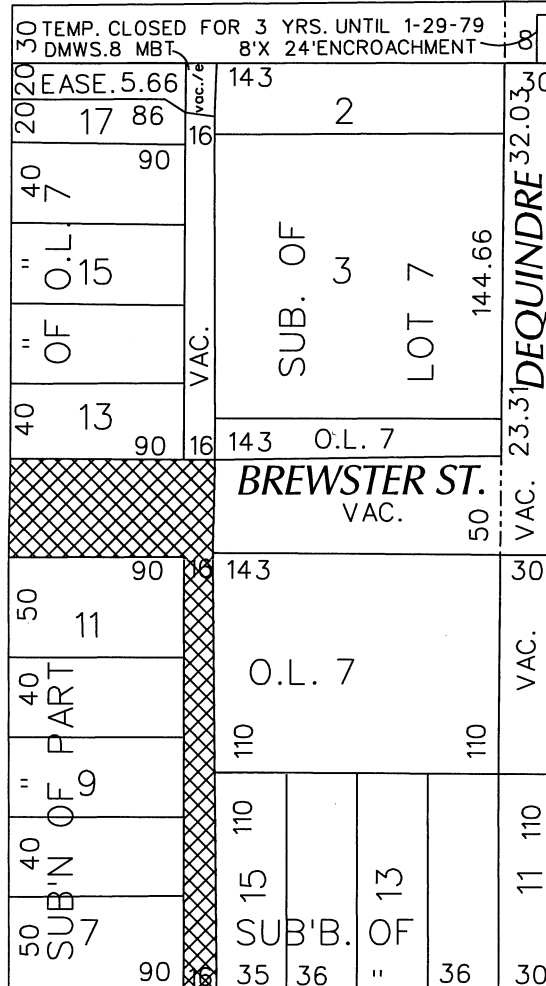 30 TEMP. CLOSED FOR 3 YRS. UNTIL 1-29-79
DMWS.8 MBT 8'X 24'ENCROACHMENT 8
20 20 EASE. 5.66 vac./e 143 30
20 17 86 16 2 32.03
90
40 7
" O.L. 15 SUB. OF 3 LOT 7 144.66 DEQUINDRE
" OF VAC.
40 13 23.31
90 16 143 O.L. 7
BREWSTER ST.
VAC. 50 VAC.
90 16 143 30
50 11
40 O.L. 7 VAC.
SUB'N OF PART
110 110
" 9
40 110 110
15 13 11
50 7 SUB'B. OF
90 16 35 36 " 36 30